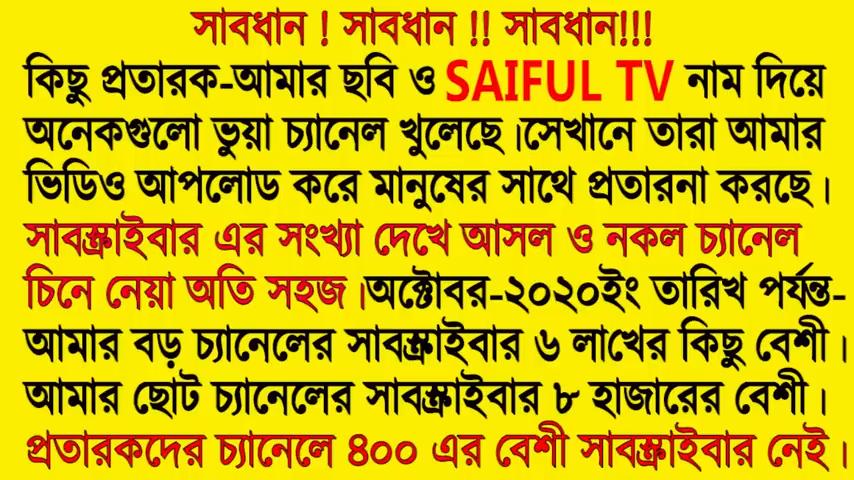 সাবধান ! সাবধান !! সাবধান!!!
কিছু প্রতারক-আমার ছবি ও SAIFUL TV নাম দিয়ে
অনেকগুলো ভুয়া চ্যানেল খুলেছে।সেখানে তারা আমার
ভিডিও আপলোড করে মানুষের সাথে প্রতারনা করছে।
সাবস্ক্রাইবার এর সংখ্যা দেখে আসল ও নকল চ্যানেল
চিনে নেয়া অতি সহজ।অক্টোবর-২০২০ইং তারিখ পর্যন্ত-
আমার বড় চ্যানেলের সাবস্ক্রাইবার ৬ লাখের কিছু বেশী।
আমার ছোট চ্যানেলের সাবস্ক্রাইবার ৮ হাজারের বেশী।
প্রতারকদের চ্যানেলে ৪০০ এর বেশী সাবস্ক্রাইবার নেই।